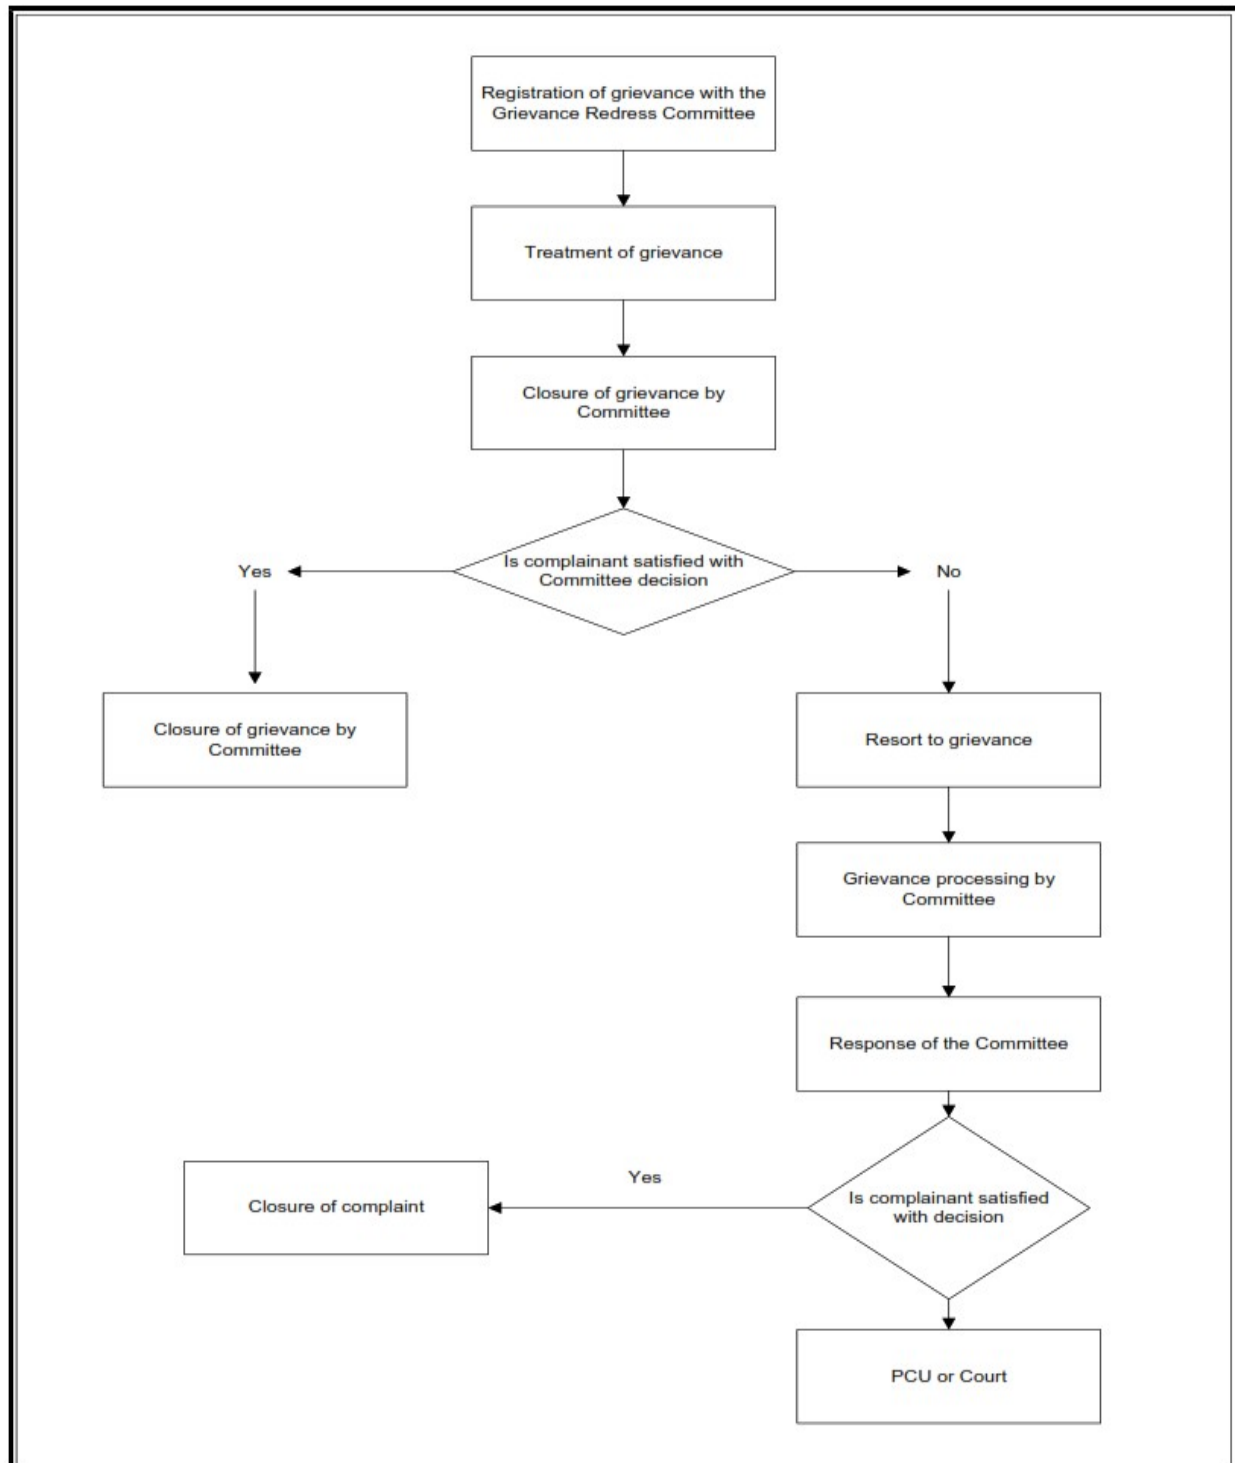 Registration of grievance with the
Grievance Redress Committee
Treatment of grievance
Closure of grievance by
Committee
Is complainant satisfied with
Committee decision
Yes
No
Closure of grievance by
Committee
Resort to grievance
Grievance processing by
Committee
Response of the Committee
Yes
Is complainant satisfied
with decision
Closure of complaint
PCU or Court